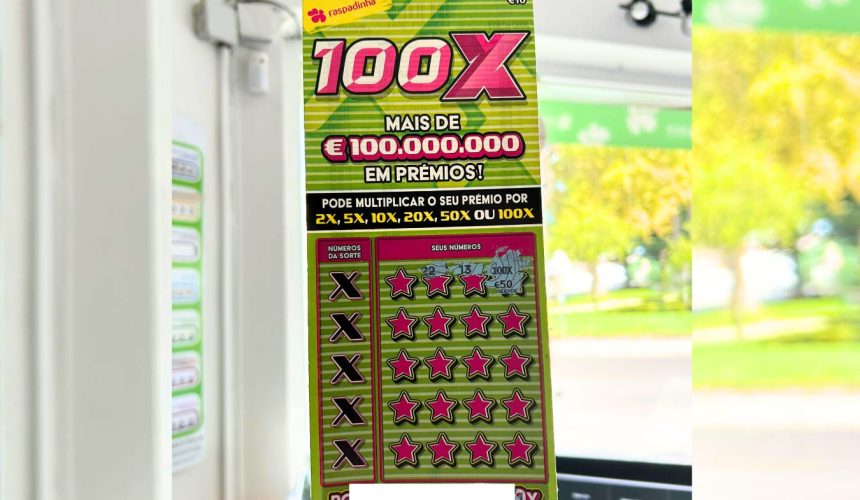 raspadinha
€10
100X
MAIS DE
€ 100.000.000
EM PRÉMIOS!
PODE MULTIPLICAR O SEU PRÉMIO POR
2X, 5X, 10X, 20X, 50X OU 100X
NÚMEROS
DA SORTE
SEUS NÚMEROS
22 13 100X
€50
X
X
X
X
X